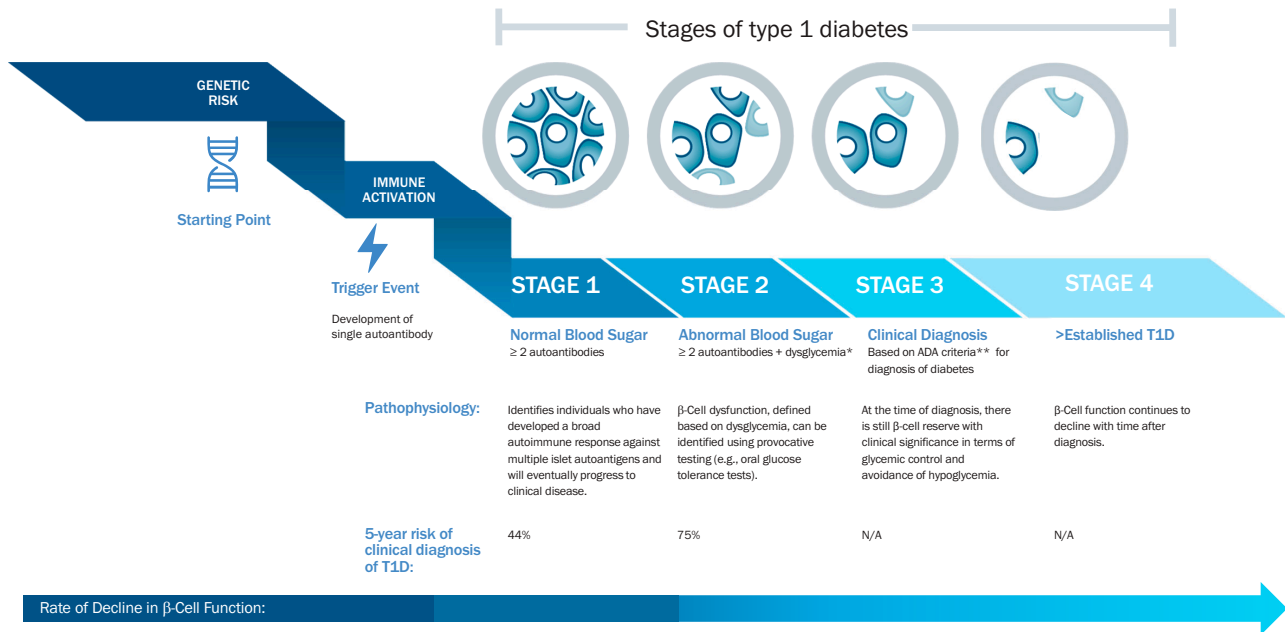 Stages of type 1 diabetes
GENETIC
RISK
Starting Point
IMMUNE
ACTIVATION
Trigger Event
Development of
single autoantibody
STAGE 1
Normal Blood Sugar
≥ 2 autoantibodies
STAGE 2
Abnormal Blood Sugar
≥ 2 autoantibodies + dysglycemia*
STAGE 3
Clinical Diagnosis
Based on ADA criteria** for
diagnosis of diabetes
STAGE 4
>Established T1D
Pathophysiology:
Identifies individuals who have
developed a broad
autoimmune response against
multiple islet autoantigens and
will eventually progress to
clinical disease.
β-Cell dysfunction, defined
based on dysglycemia, can be
identified using provocative
testing (e.g., oral glucose
tolerance tests).
At the time of diagnosis, there
is still β-cell reserve with
clinical significance in terms of
glycemic control and
avoidance of hypoglycemia.
β-Cell function continues to
decline with time after
diagnosis.
5-year risk of
clinical diagnosis
of T1D:
44%
75%
N/A
N/A
Rate of Decline in β-Cell Function: